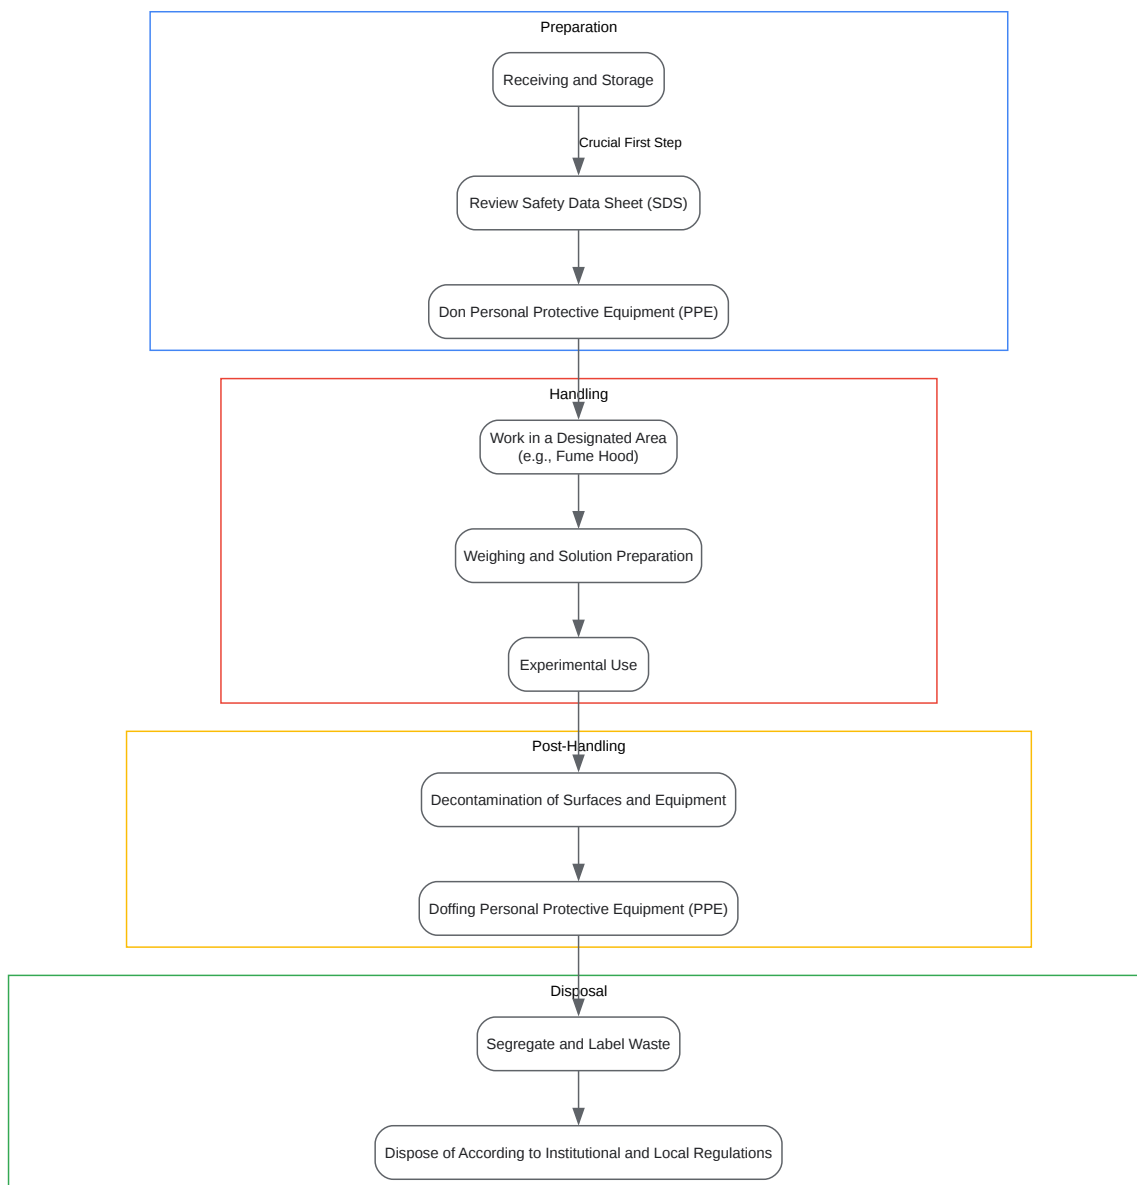 Preparation
Receiving and Storage
Crucial First Step
Review Safety Data Sheet (SDS)
Don Personal Protective Equipment (PPE)
Handling
Work in a Designated Area
(e.g., Fume Hood)
Weighing and Solution Preparation
Experimental Use
Post-Handling
Decontamination of Surfaces and Equipment
Doffing Personal Protective Equipment (PPE)
Disposal
Segregate and Label Waste
Dispose of According to Institutional and Local Regulations